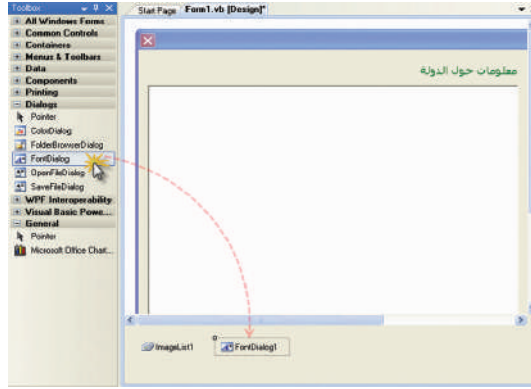 Toolbox
All Windows Forms
Common Controls
Containers
Menus & Toolbars
Data
Components
Printing
Dialogs
Pointer
ColorDialog
FolderBrowserDialog
FontDialog
OpenFileDialog
SaveFileDialog
WPF Interoperability
Visual Basic Powe...
General
Pointer
Microsoft Office Chart...
Start Page
Form1.vb [Design]*
معلومات حول الدولة
ImageList1
FontDialog1